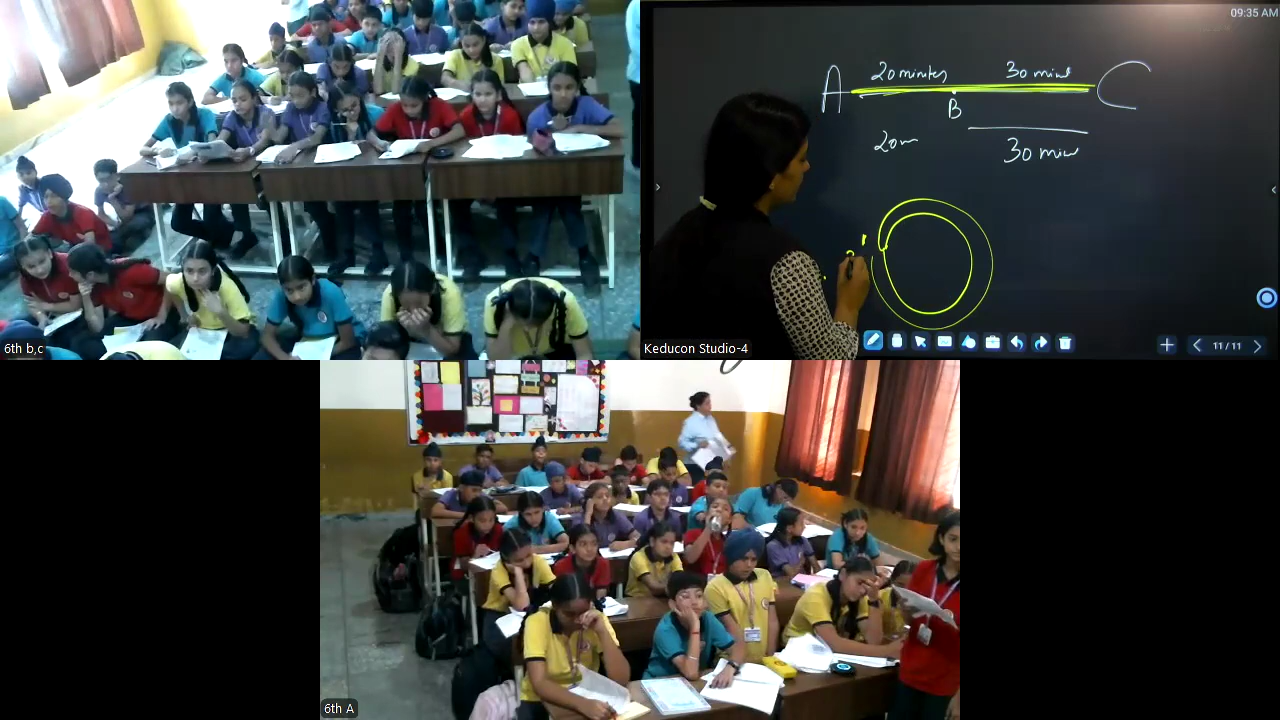 09:35 AM
A 20 minutes 30 mins C
B
20m 30 min
11 / 11
6th b,c
Keducon Studio-4
6th A